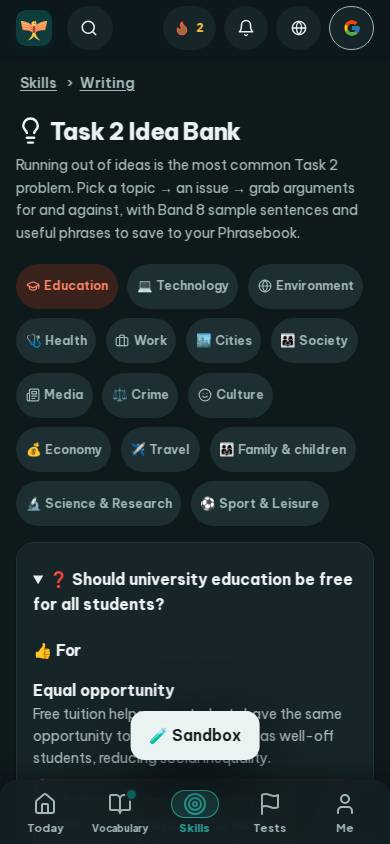 2
Skills > Writing
Task 2 Idea Bank
Running out of ideas is the most common Task 2
problem. Pick a topic → an issue → grab arguments
for and against, with Band 8 sample sentences and
useful phrases to save to your Phrasebook.
Education Technology Environment
Health Work Cities Society
Media Crime Culture
Economy Travel Family & children
Science & Research Sport & Leisure
▼ ❓ Should university education be free
for all students?
👍 For
Equal opportunity
Free tuition help have the same
opportunity to as well-off
students, reducing social inequality.
🧪 Sandbox
Today Vocabulary Skills Tests Me